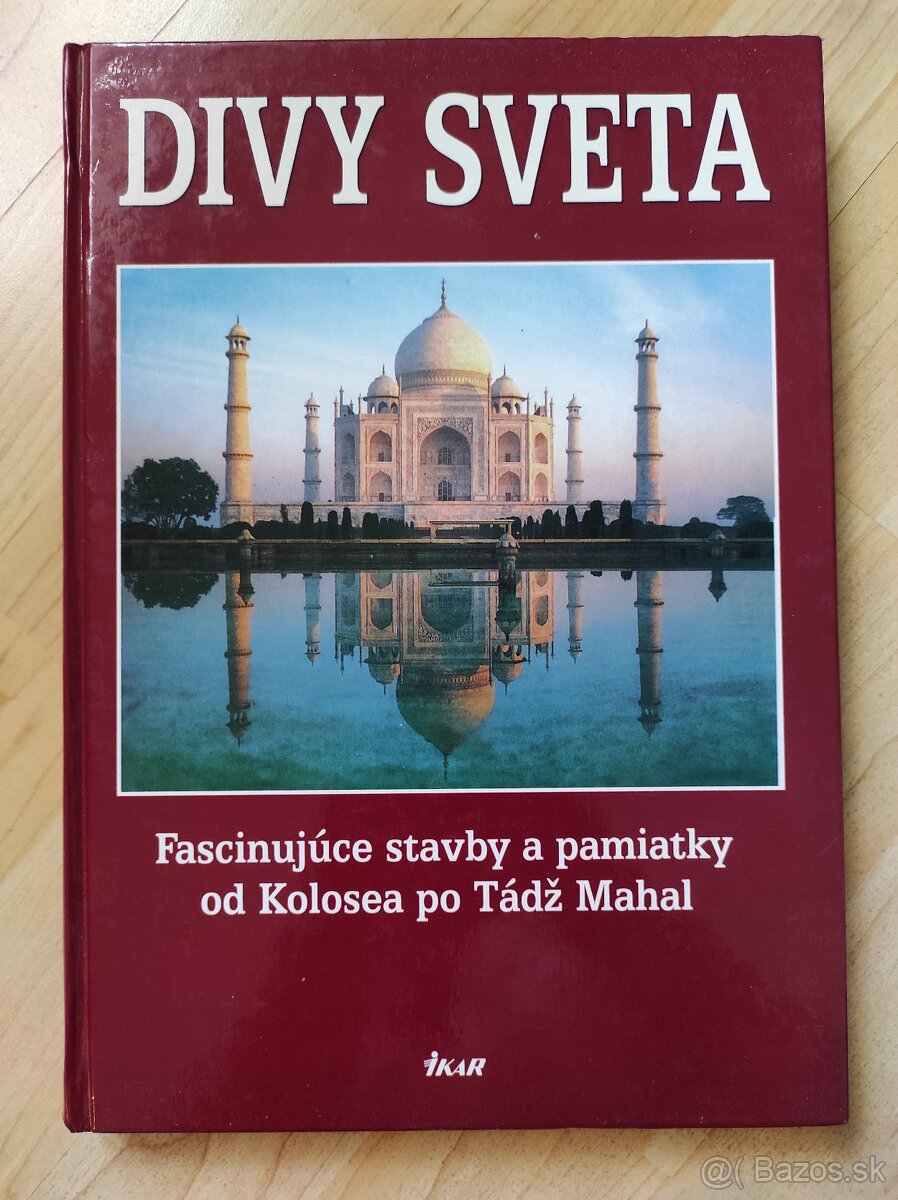 DIVY SVETA
Fascinujúce stavby a pamiatky
od Kolosea po Tádž Mahal
iKAR
@( Bazos.sk